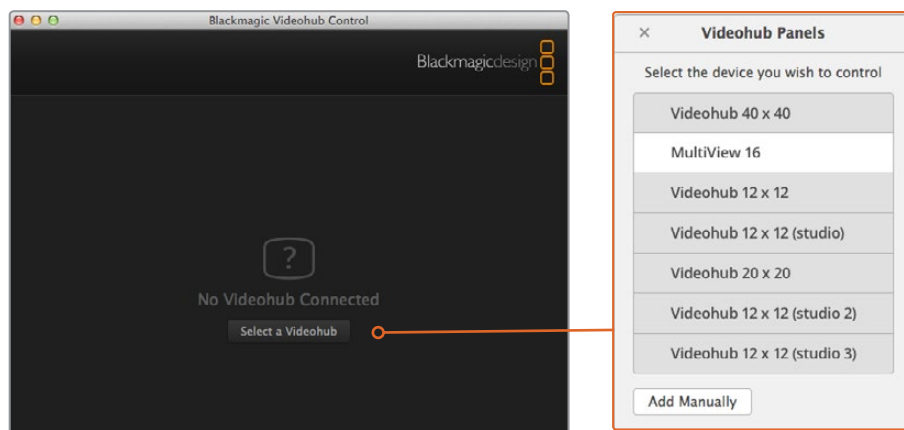 Blackmagic Videohub Control
Blackmagicdesign
?
No Videohub Connected
Select a Videohub
Videohub Panels
Select the device you wish to control
Videohub 40 x 40
MultiView 16
Videohub 12 x 12
Videohub 12 x 12 (studio)
Videohub 20 x 20
Videohub 12 x 12 (studio 2)
Videohub 12 x 12 (studio 3)
Add Manually